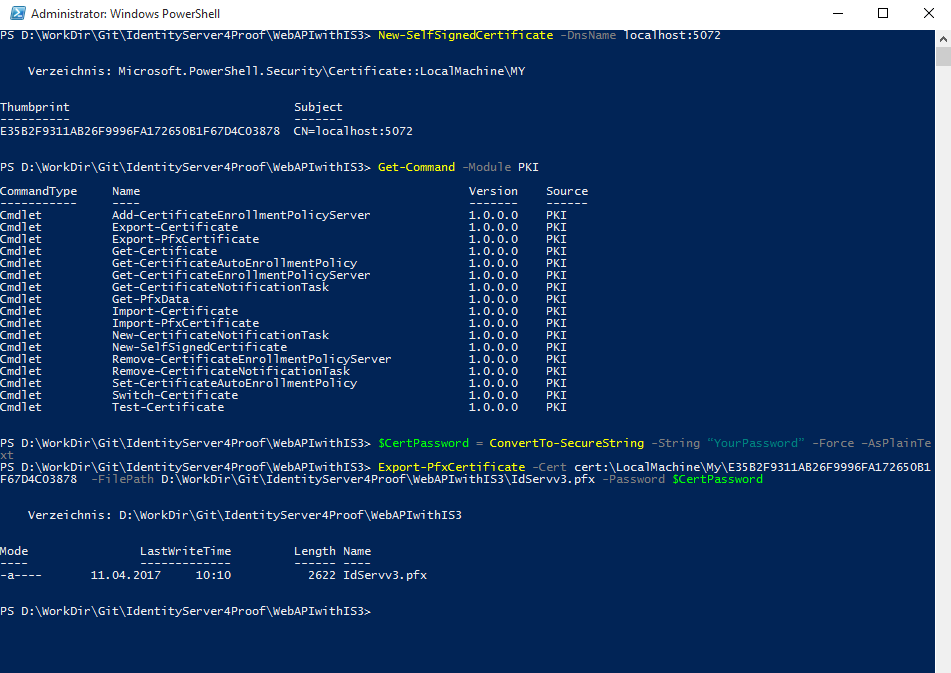 Administrator: Windows PowerShell
PS D:\WorkDir\Git\IdentityServer4Proof\WebAPIwithIS3> New-SelfSignedCertificate -DnsName localhost:5072
Verzeichnis: Microsoft.PowerShell.Security\Certificate::LocalMachine\MY
Thumbprint Subject
---------- -------
E35B2F9311AB26F9996FA172650B1F67D4C03878 CN=localhost:5072
PS D:\WorkDir\Git\IdentityServer4Proof\WebAPIwithIS3> Get-Command -Module PKI
CommandType Name Version Source
----------- ---- ------- ------
Cmdlet Add-CertificateEnrollmentPolicyServer 1.0.0.0 PKI
Cmdlet Export-Certificate 1.0.0.0 PKI
Cmdlet Export-PfxCertificate 1.0.0.0 PKI
Cmdlet Get-Certificate 1.0.0.0 PKI
Cmdlet Get-CertificateAutoEnrollmentPolicy 1.0.0.0 PKI
Cmdlet Get-CertificateEnrollmentPolicyServer 1.0.0.0 PKI
Cmdlet Get-CertificateNotificationTask 1.0.0.0 PKI
Cmdlet Get-PfxData 1.0.0.0 PKI
Cmdlet Import-Certificate 1.0.0.0 PKI
Cmdlet Import-PfxCertificate 1.0.0.0 PKI
Cmdlet New-CertificateNotificationTask 1.0.0.0 PKI
Cmdlet New-SelfSignedCertificate 1.0.0.0 PKI
Cmdlet Remove-CertificateEnrollmentPolicyServer 1.0.0.0 PKI
Cmdlet Remove-CertificateNotificationTask 1.0.0.0 PKI
Cmdlet Set-CertificateAutoEnrollmentPolicy 1.0.0.0 PKI
Cmdlet Switch-Certificate 1.0.0.0 PKI
Cmdlet Test-Certificate 1.0.0.0 PKI
PS D:\WorkDir\Git\IdentityServer4Proof\WebAPIwithIS3> $CertPassword = ConvertTo-SecureString -String “YourPassword” -Force -AsPlainTe
xt
PS D:\WorkDir\Git\IdentityServer4Proof\WebAPIwithIS3> Export-PfxCertificate -Cert cert:\LocalMachine\My\E35B2F9311AB26F9996FA172650B1
F67D4C03878 -FilePath D:\WorkDir\Git\IdentityServer4Proof\WebAPIwithIS3\IdServv3.pfx -Password $CertPassword
Verzeichnis: D:\WorkDir\Git\IdentityServer4Proof\WebAPIwithIS3
Mode LastWriteTime Length Name
---- ------------- ------ ----
-a---- 11.04.2017 10:10 2622 IdServv3.pfx
PS D:\WorkDir\Git\IdentityServer4Proof\WebAPIwithIS3>